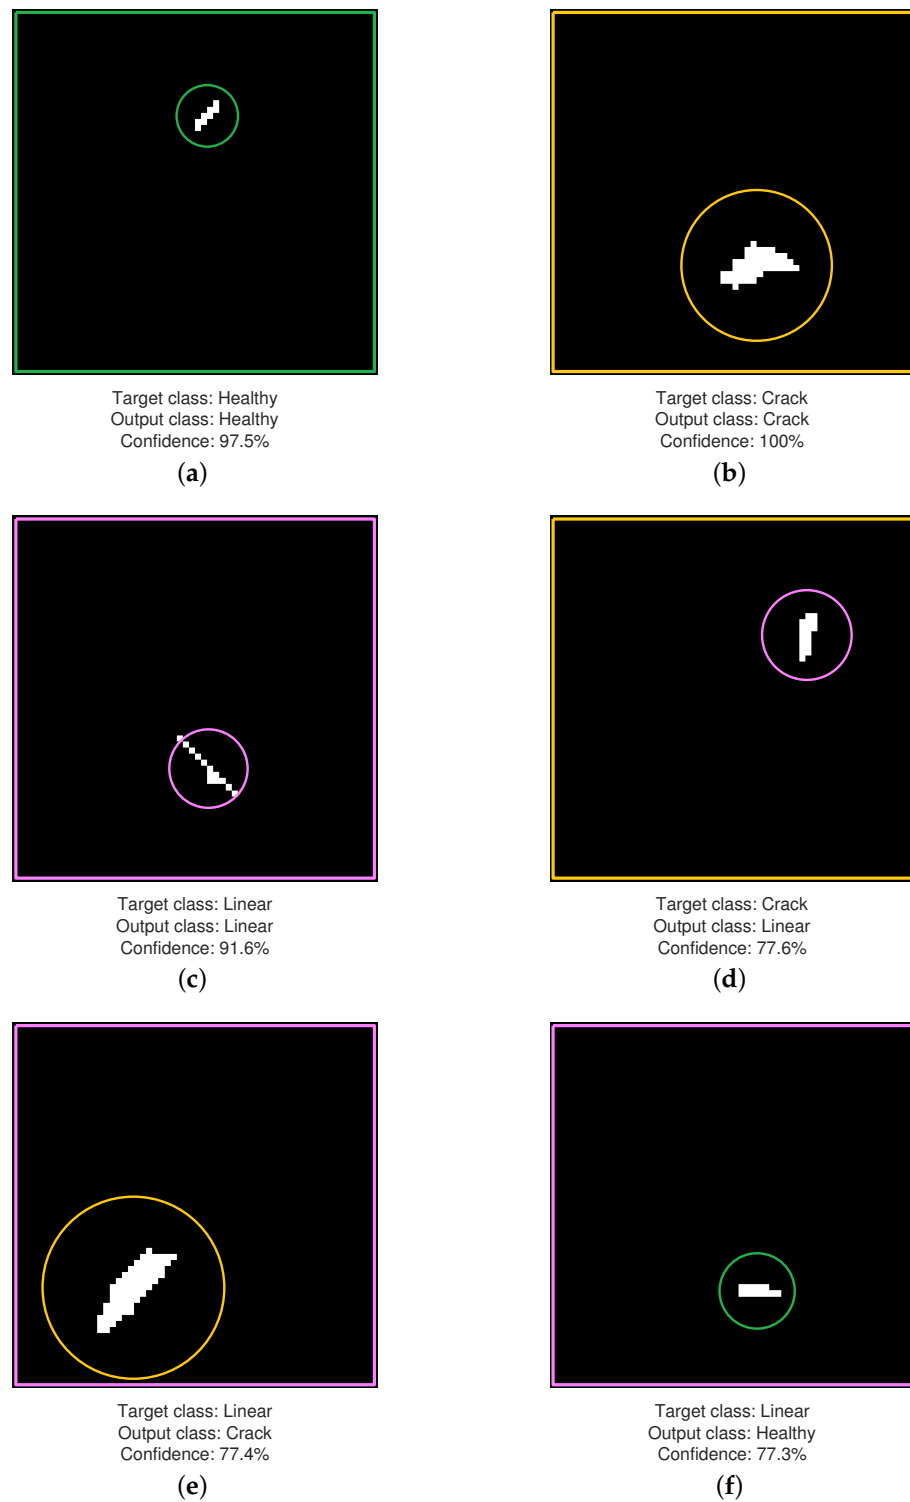 Target class: Healthy
Output class: Healthy
Confidence: 97.5%
(a)
Target class: Crack
Output class: Crack
Confidence: 100%
(b)
Target class: Linear
Output class: Linear
Confidence: 91.6%
(c)
Target class: Crack
Output class: Linear
Confidence: 77.6%
(d)
Target class: Linear
Output class: Crack
Confidence: 77.4%
(e)
Target class: Linear
Output class: Healthy
Confidence: 77.3%
(f)